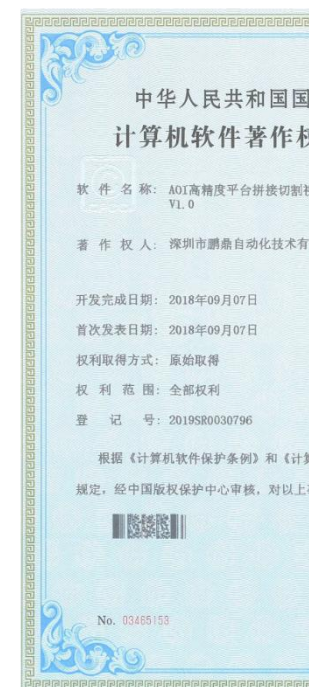 中华人民共和国国
计算机软件著作权
软 件 名 称： AOI高精度平台拼接切割
V1.0
著 作 权 人： 深圳市鹏鼎自动化技术有
开发完成日期： 2018年09月07日
首次发表日期： 2018年09月07日
权利取得方式： 原始取得
权 利 范 围： 全部权利
登 记 号： 2019SR0030796
根据《计算机软件保护条例》和《计算
规定，经中国版权保护中心审核，对以上
No. 03465153